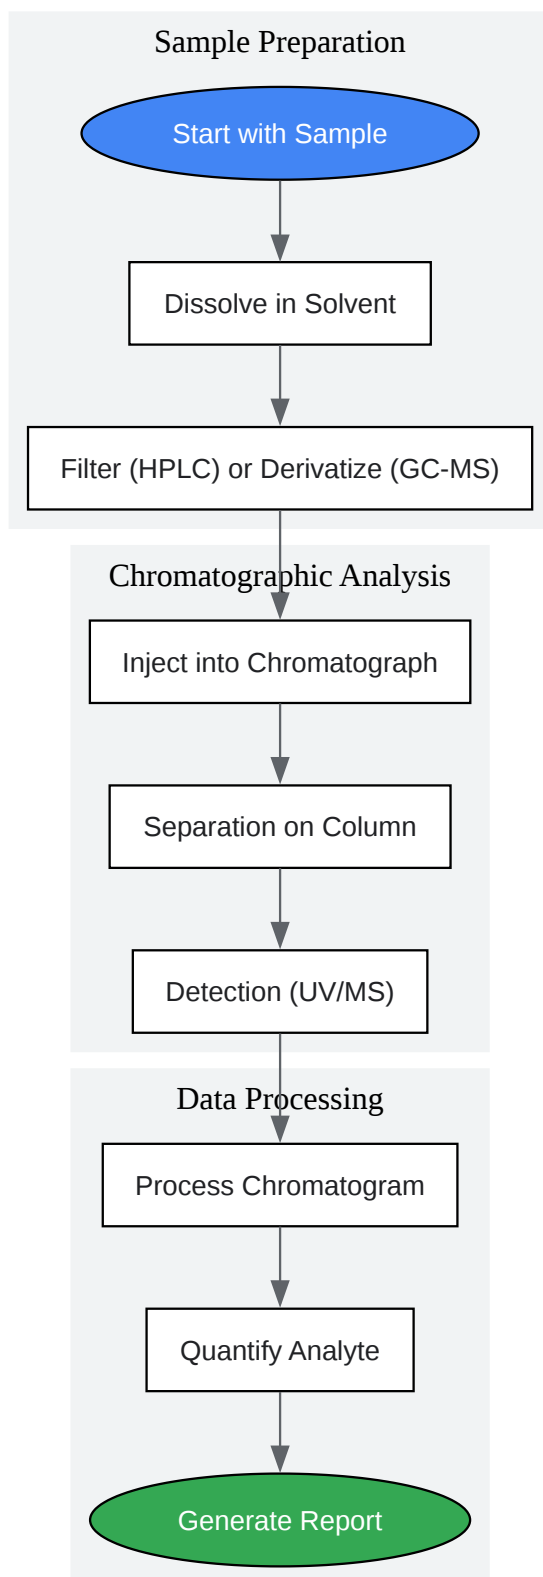 Sample Preparation
Start with Sample
Dissolve in Solvent
Filter (HPLC) or Derivatize (GC-MS)
Chromatographic Analysis
Inject into Chromatograph
Separation on Column
Detection (UV/MS)
Data Processing
Process Chromatogram
Quantify Analyte
Generate Report